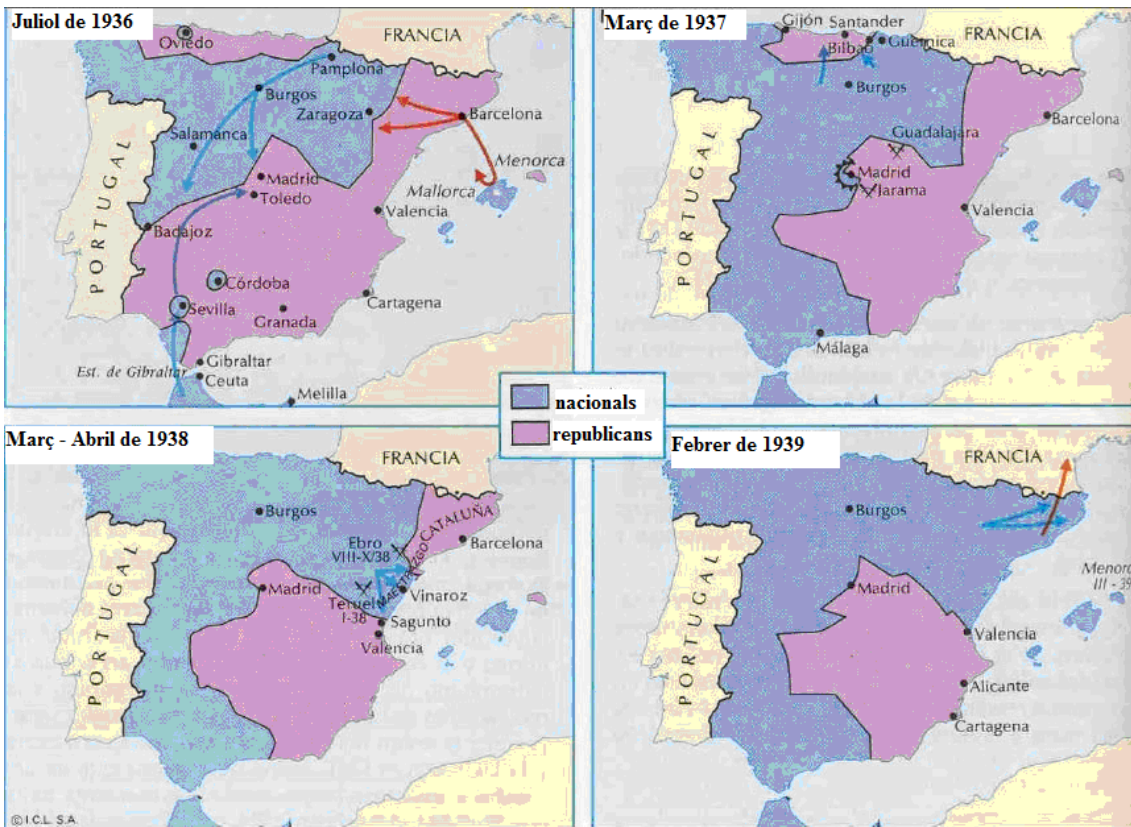 Juliol de 1936
Oviedo
FRANCIA
Pamplona
Burgos
Zaragoza
Barcelona
Salamanca
Menorca
Madrid
Mallorca
Toledo
Valencia
PORTUGAL
Badajoz
Córdoba
Sevilla
Cartagena
Granada
Gibraltar
Est. de Gibraltar
Ceuta
Melilla
Març de 1937
Gijón
Santander
FRANCIA
Bilbao
Guernica
Burgos
Barcelona
Guadalajara
Madrid
Jarama
PORTUGAL
Valencia
Málaga
nacionals
republicans
Març - Abril de 1938
FRANCIA
Burgos
CATALUÑA
Ebro
VIII-X/38
Barcelona
MAESTRAZGO
Madrid
Teruel
I-38
Vinaroz
Sagunto
Valencia
PORTUGAL
© I.C.L. S.A.
Febrer de 1939
FRANCIA
Burgos
Menor
III - 39
Madrid
PORTUGAL
Valencia
Alicante
Cartagena